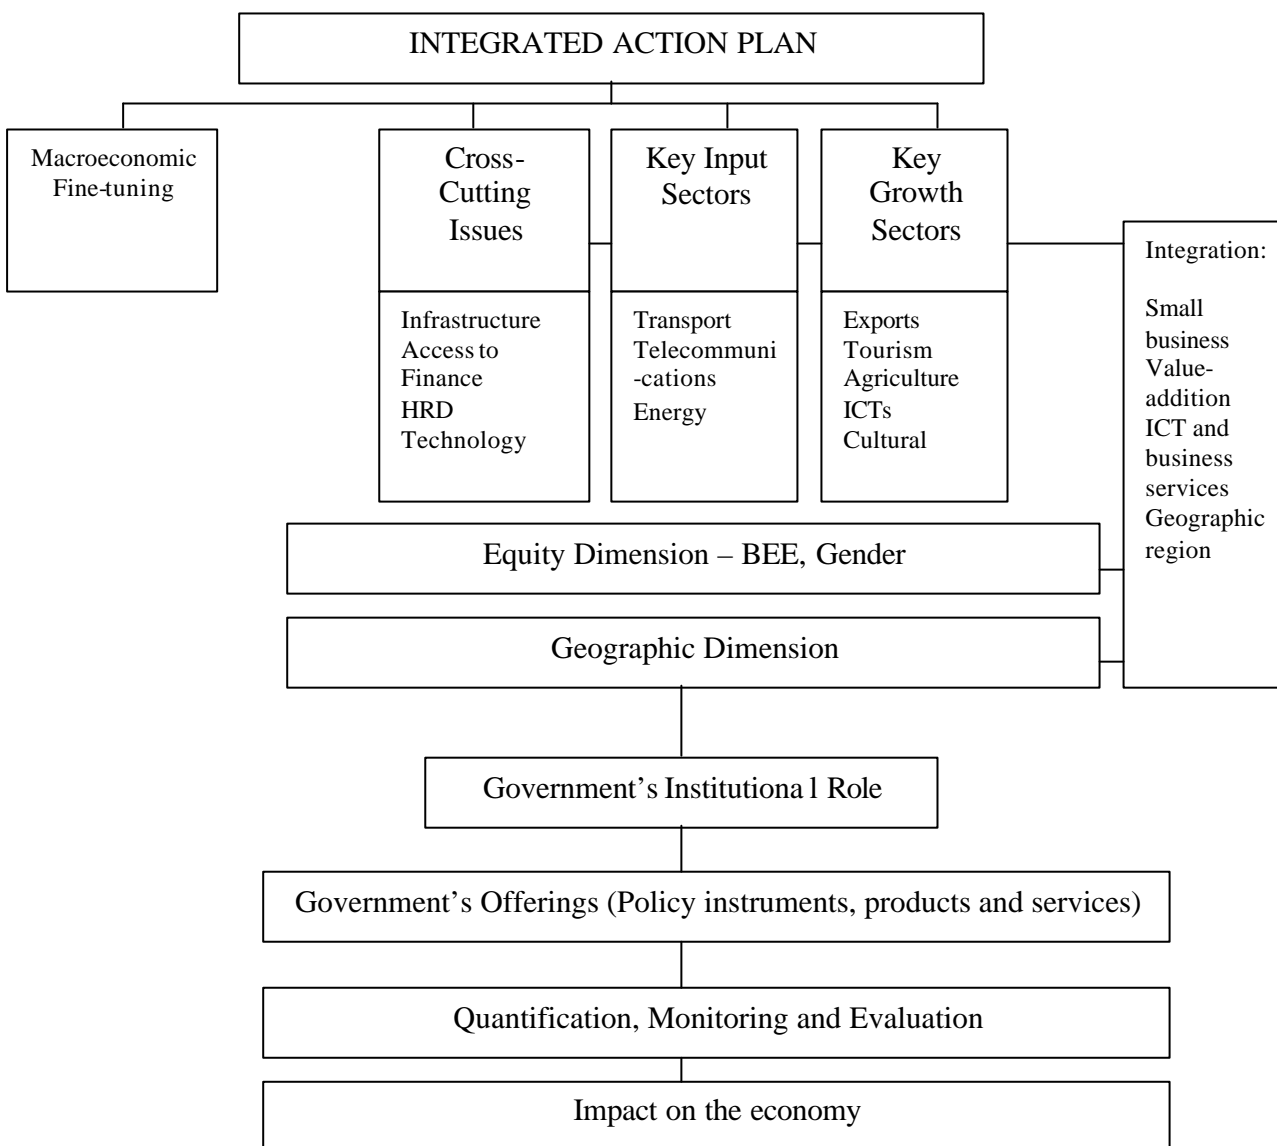 INTEGRATED ACTION PLAN
Macroeconomic
Fine-tuning
Cross-
Cutting
Issues
Key Input
Sectors
Key
Growth
Sectors
Infrastructure
Access to
Finance
HRD
Technology
Transport
Telecommuni
-cations
Energy
Exports
Tourism
Agriculture
ICTs
Cultural
Integration:
Small
business
Value-
addition
ICT and
business
services
Geographic
region
Equity Dimension – BEE, Gender
Geographic Dimension
Government’s Institutiona l Role
Government’s Offerings (Policy instruments, products and services)
Quantification, Monitoring and Evaluation
Impact on the economy